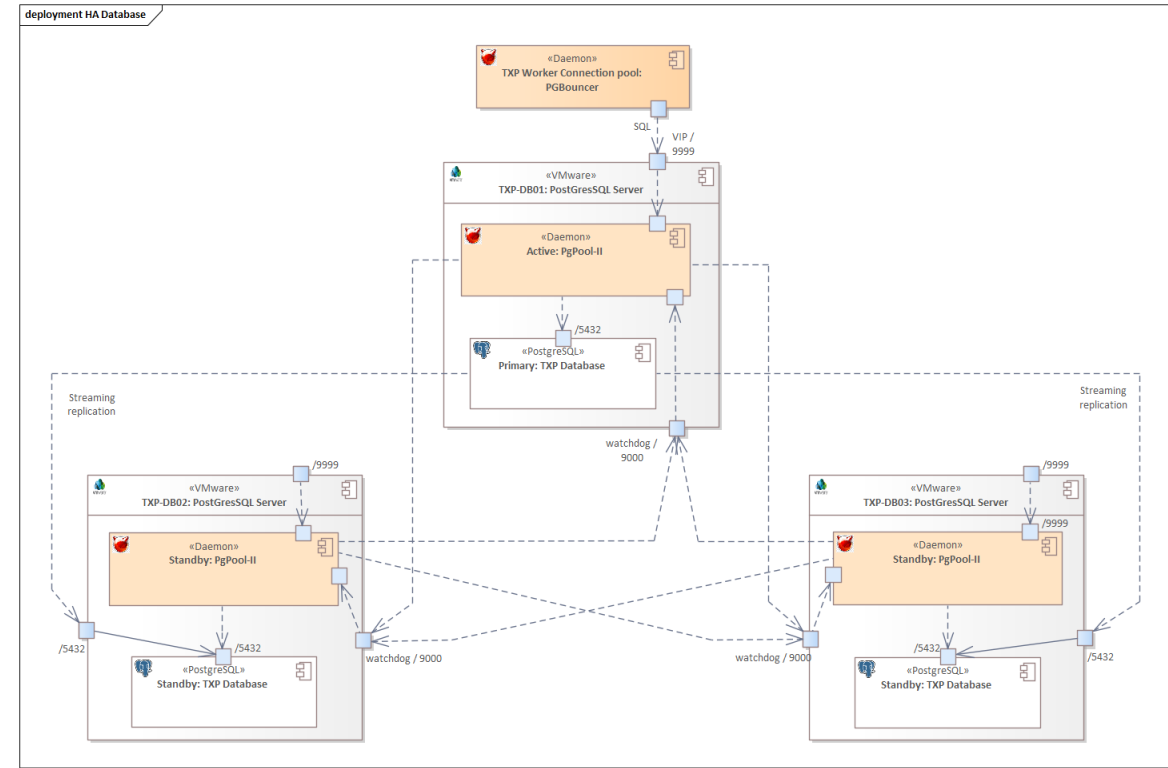 deployment HA Database
«Daemon»
TXP Worker Connection pool:
PGBouncer
SQL
VIP /
9999
«VMware»
TXP-DB01: PostGresSQL Server
«Daemon»
Active: PgPool-II
/5432
«PostgreSQL»
Primary: TXP Database
Streaming
replication
Streaming
replication
watchdog /
9000
/9999
«VMware»
TXP-DB02: PostGresSQL Server
«Daemon»
Standby: PgPool-II
/5432
/5432
watchdog / 9000
«PostgreSQL»
Standby: TXP Database
/9999
«VMware»
TXP-DB03: PostGresSQL Server
/9999
«Daemon»
Standby: PgPool-II
watchdog / 9000
/5432
/5432
«PostgreSQL»
Standby: TXP Database